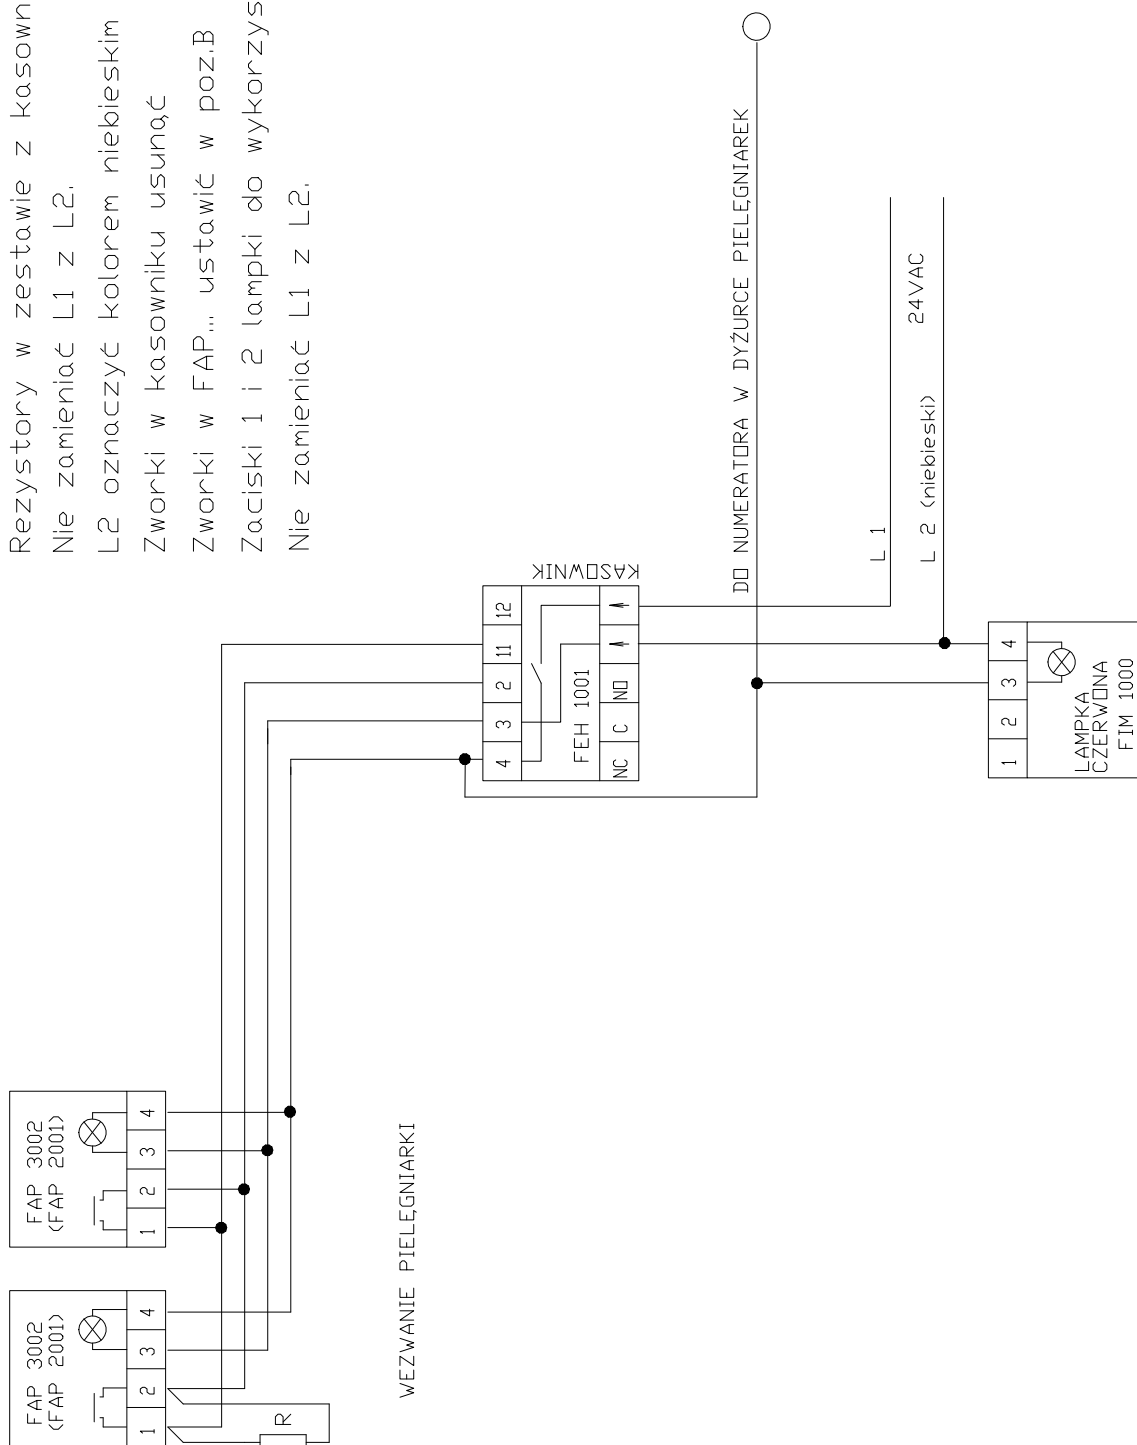 Rezystory w zestawie z kasown
Nie zamieniać L1 z L2.
L2 oznaczyć kolorem niebieskim
Zworki w kasowniku usunąć
Zworki w FAP... ustawić w poz.B
Zaciski 1 i 2 lampki do wykorzys
Nie zamieniać L1 z L2.
KASOWNIK
12
11
2
3
4
FEH 1001
NO
C
NC
DO NUMERATORA W DYŻURCE PIELĘGNIAREK
L 1
24VAC
L 2 (niebieski)
4
3
2
1
LAMPKA
CZERWONA
FIM 1000
FAP 3002
(FAP 2001)
4
3
2
1
FAP 3002
(FAP 2001)
4
3
2
1
R
WEZWANIE PIELĘGNIARKI